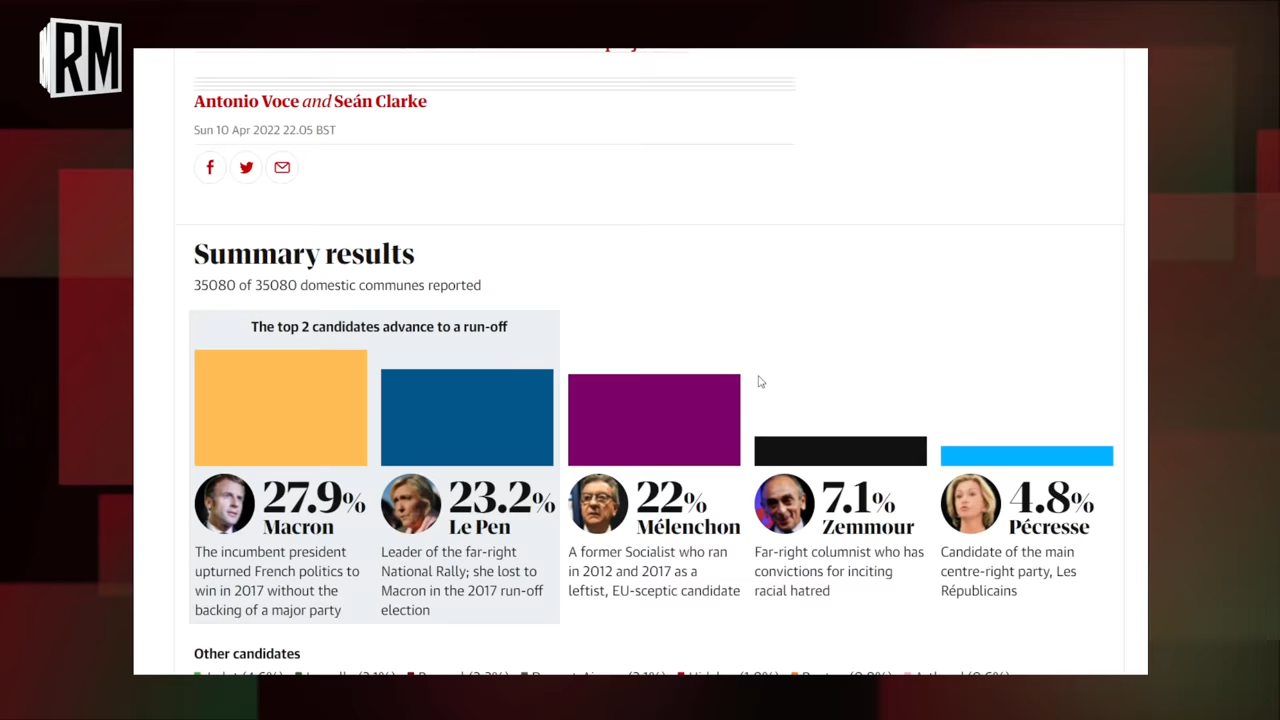 RM
Antonio Voce and Seán Clarke
Sun 10 Apr 2022 22.05 BST
Summary results
35080 of 35080 domestic communes reported
The top 2 candidates advance to a run-off
27.9%
Macron
The incumbent president
upturned French politics to
win in 2017 without the
backing of a major party
23.2%
Le Pen
Leader of the far-right
National Rally; she lost to
Macron in the 2017 run-off
election
22%
Mélenchon
A former Socialist who ran
in 2012 and 2017 as a
leftist, EU-sceptic candidate
7.1%
Zemmour
Far-right columnist who has
convictions for inciting
racial hatred
4.8%
Pécresse
Candidate of the main
centre-right party, Les
Républicains
Other candidates